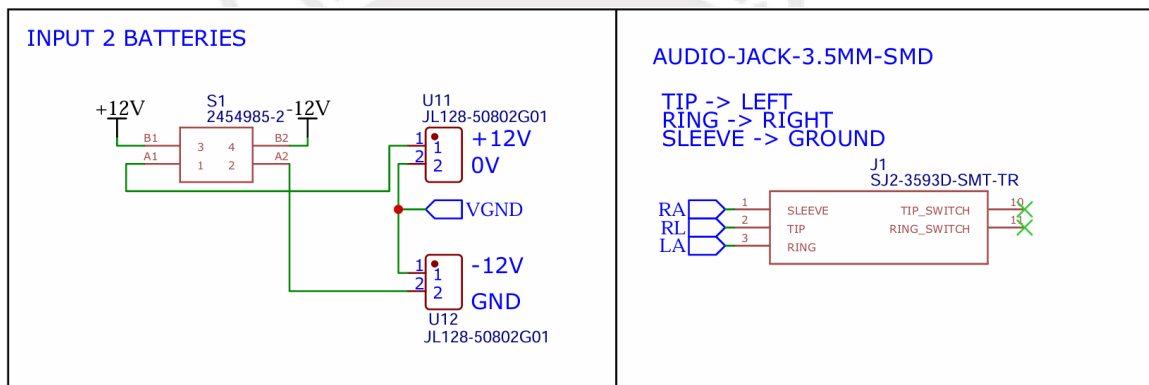 INPUT 2 BATTERIES
+12V
S1
2454985-2
-12V
B1
3
4
B2
A1
1
2
A2
U11
JL128-50802G01
1
1
+12V
2
2
0V
VGND
1
1
-12V
2
2
GND
U12
JL128-50802G01
AUDIO-JACK-3.5MM-SMD
TIP -> LEFT
RING -> RIGHT
SLEEVE -> GROUND
J1
SJ2-3593D-SMT-TR
RA
1
SLEEVE
TIP_SWITCH
10
RL
2
TIP
RING_SWITCH
11
LA
3
RING